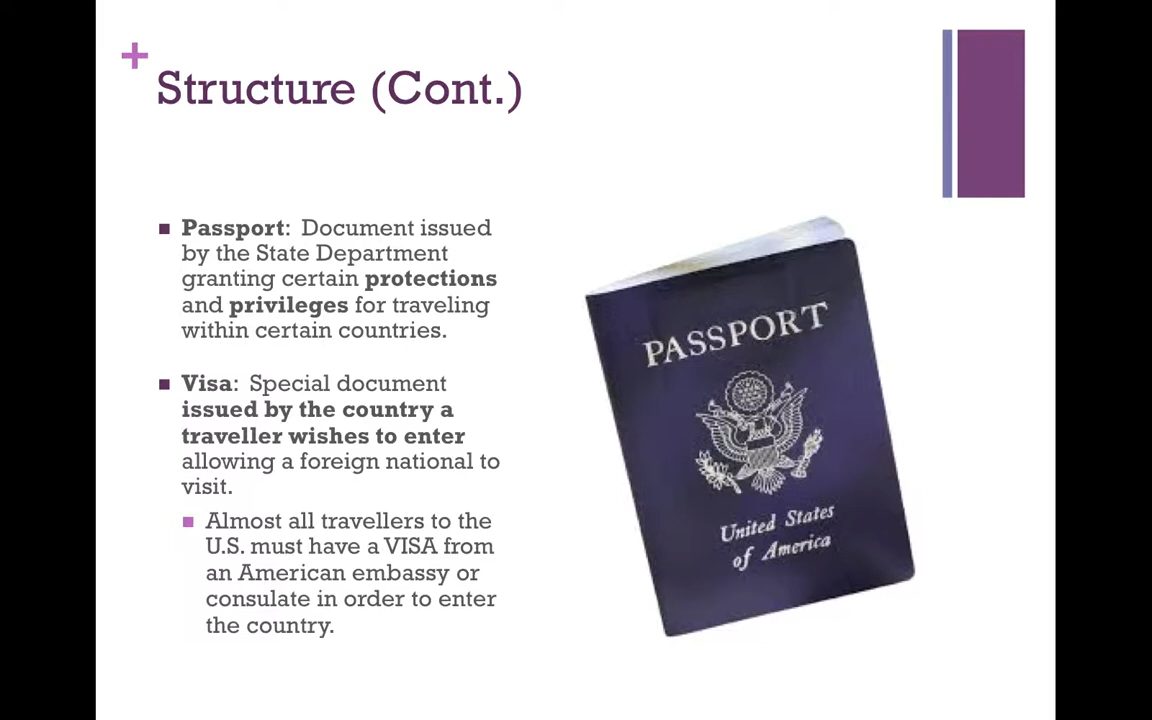 +
Structure (Cont.)
■ Passport: Document issued
by the State Department
granting certain protections
and privileges for traveling
within certain countries.
■ Visa: Special document
issued by the country a
traveller wishes to enter
allowing a foreign national to
visit.
■ Almost all travellers to the
U.S. must have a VISA from
an American embassy or
consulate in order to enter
the country.
PASSPORT
United States
of America